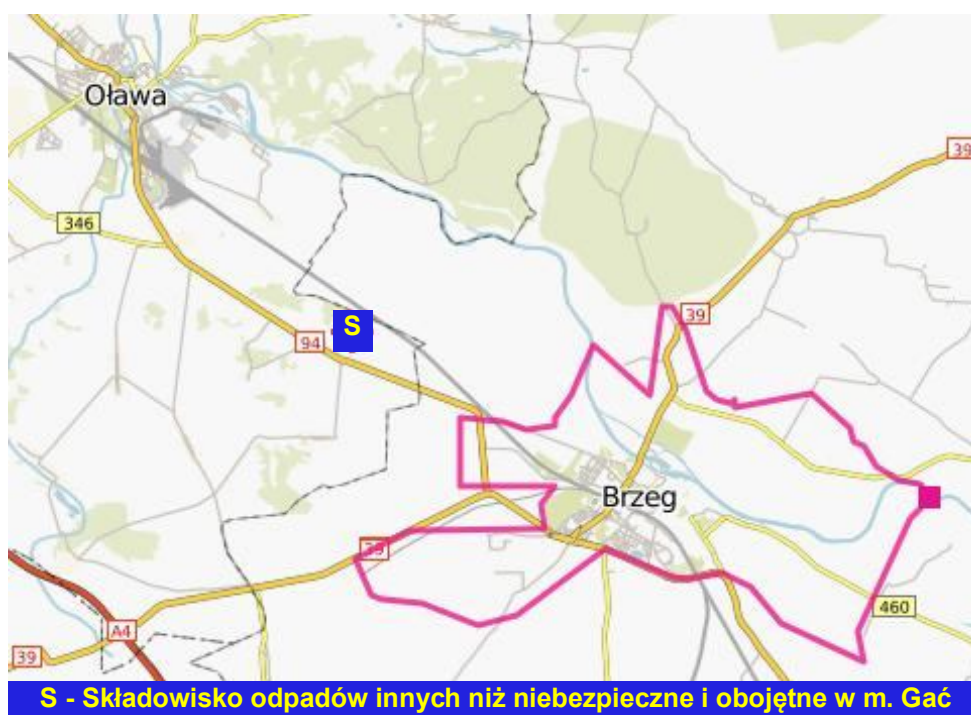 Oława
39
346
S
94
39
Brzeg
39
460
A4
39
S - Składowisko odpadów innych niż niebezpieczne i obojętne w m. Gać